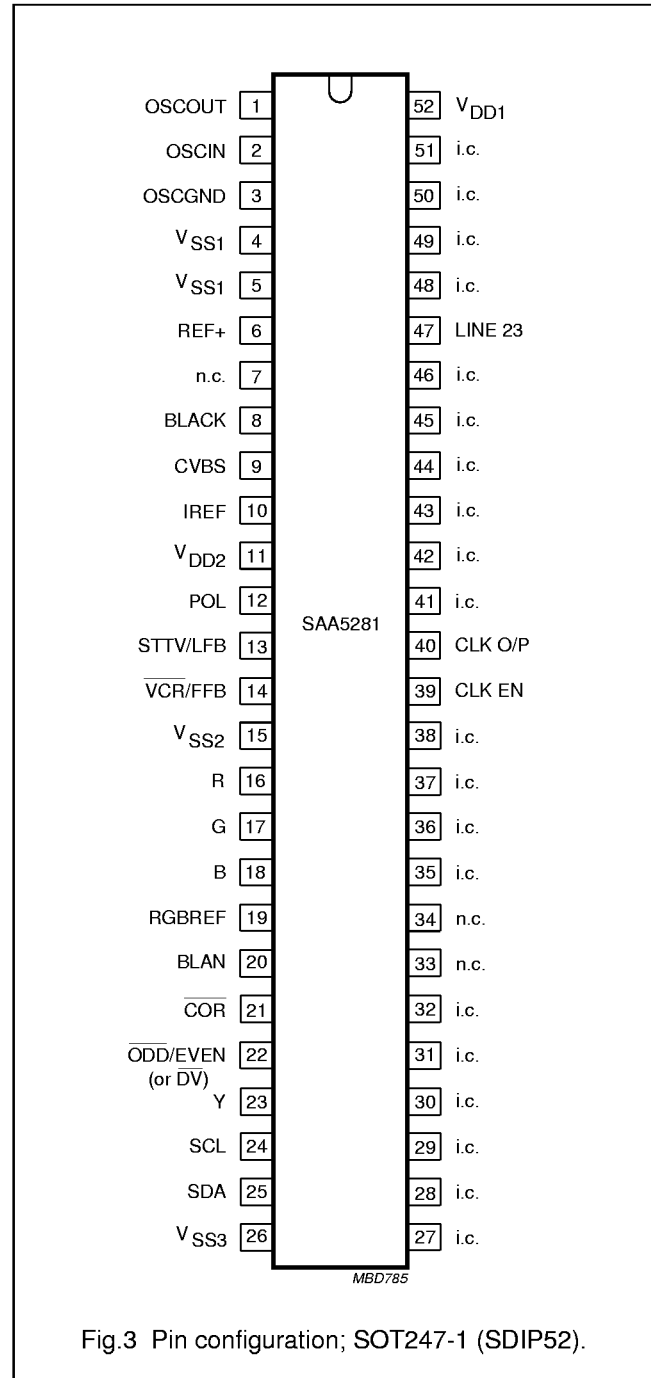 OSCOUT 1 52 VDD1
OSCIN 2 51 i.c.
OSCGND 3 50 i.c.
VSS1 4 49 i.c.
VSS1 5 48 i.c.
REF+ 6 47 LINE 23
n.c. 7 46 i.c.
BLACK 8 45 i.c.
CVBS 9 44 i.c.
IREF 10 43 i.c.
VDD2 11 42 i.c.
POL 12 41 i.c.
SAA5281
STTV/LFB 13 40 CLK O/P
V̅C̅R̅/FFB 14 39 CLK EN
VSS2 15 38 i.c.
R 16 37 i.c.
G 17 36 i.c.
B 18 35 i.c.
RGBREF 19 34 n.c.
BLAN 20 33 n.c.
C̅O̅R̅ 21 32 i.c.
O̅D̅D̅/EVEN 22 31 i.c.
(or D̅V̅)
Y 23 30 i.c.
SCL 24 29 i.c.
SDA 25 28 i.c.
VSS3 26 27 i.c.
MBD785
Fig.3 Pin configuration; SOT247-1 (SDIP52).